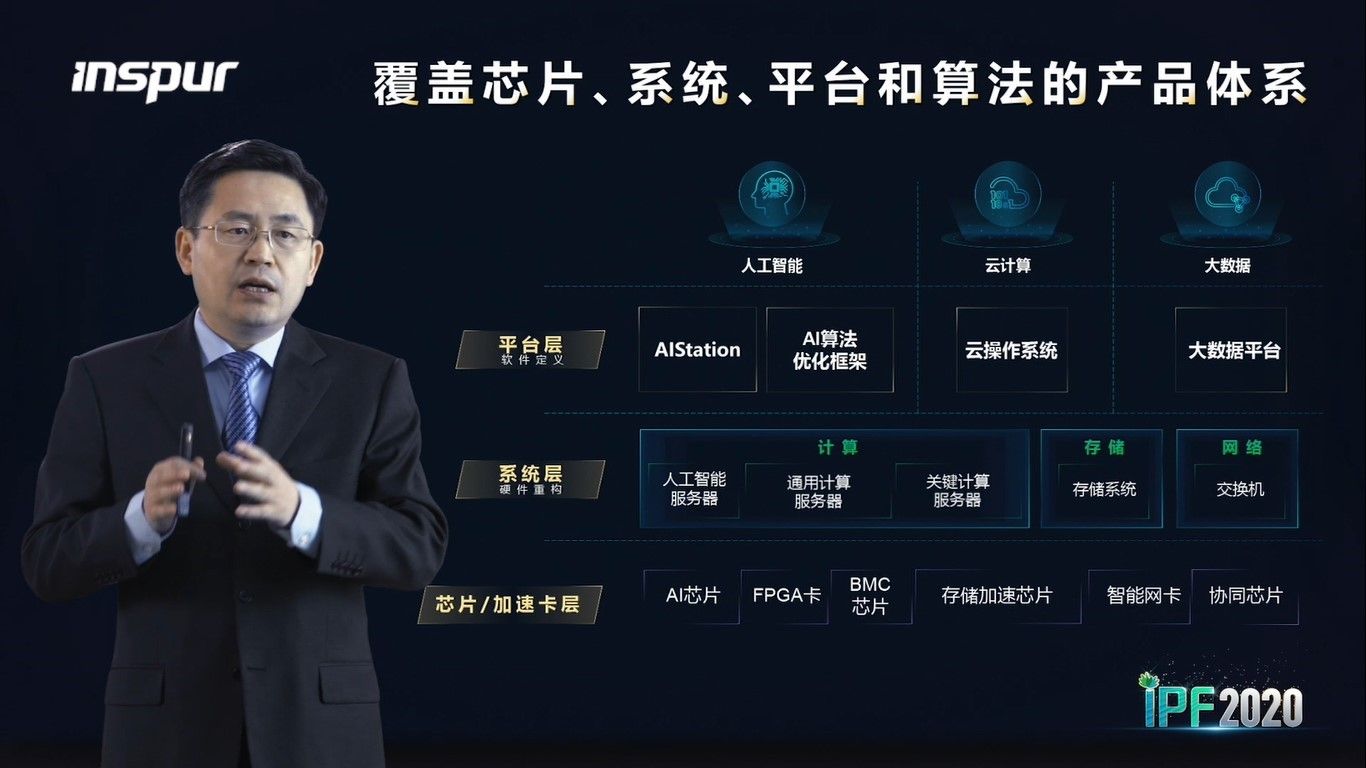 inspur
覆盖芯片、系统、平台和算法的产品体系
人工智能
云计算
大数据
平台层
软件定义
AIStation
AI算法
优化框架
云操作系统
大数据平台
系统层
硬件重构
计算
人工智能
服务器
通用计算
服务器
关键计算
服务器
存储
存储系统
网络
交换机
芯片/加速卡层
AI芯片
FPGA卡
BMC
芯片
存储加速芯片
智能网卡
协同芯片
iPF2020